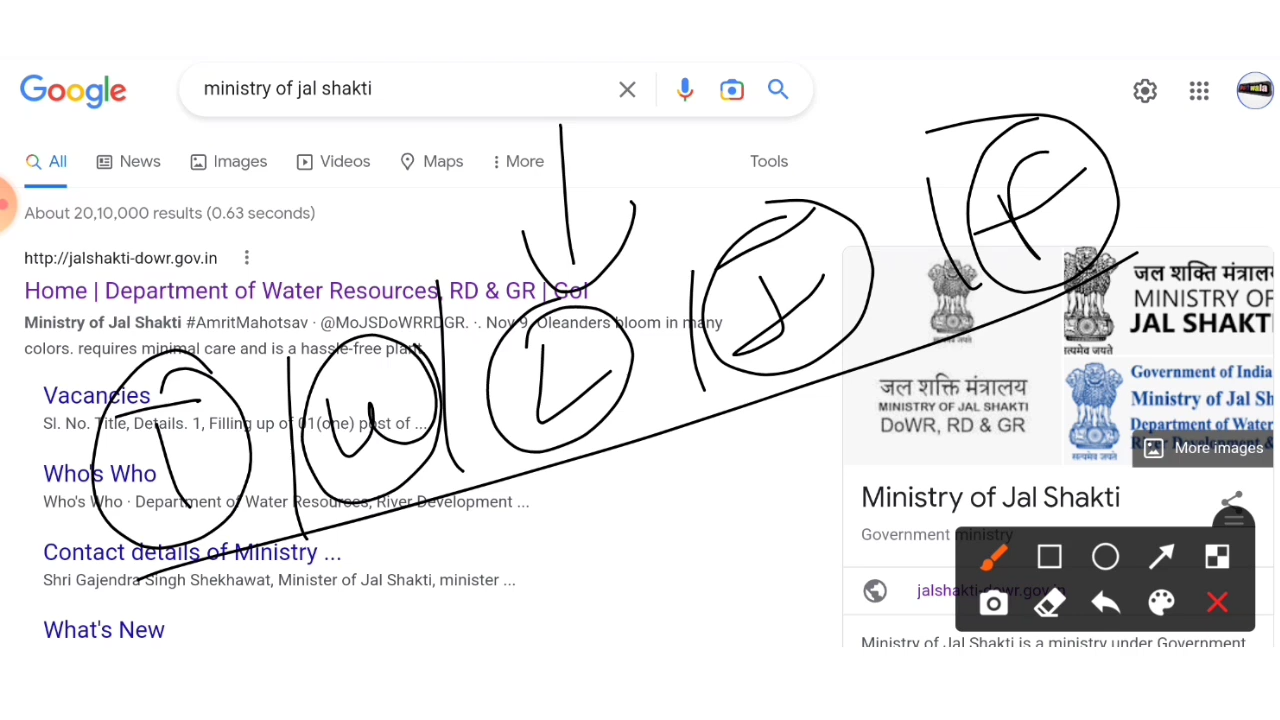 Google
ministry of jal shakti
All
News
Images
Videos
Maps
More
Tools
About 20,10,000 results (0.63 seconds)
http://jalshakti-dowr.gov.in
Home | Department of Water Resources, RD & GR | GoI
Ministry of Jal Shakti #AmritMahotsav · @MoJSDoWRRDGR. ·. Nov 9. Oleanders bloom in many
colors. requires minimal care and is a hassle-free plant.
Vacancies
Sl. No. Title, Details. 1, Filling up of 01(one) post of ...
Who's Who
Who's Who · Department of Water Resources, River Development ...
Contact details of Ministry ...
Shri Gajendra Singh Shekhawat, Minister of Jal Shakti, minister ...
What's New
जल शक्ति मंत्रालय
MINISTRY OF
JAL SHAKTI
सत्यमेव जयते
जल शक्ति मंत्रालय
MINISTRY OF JAL SHAKTI
DoWR, RD & GR
Government of India
Ministry of Jal Sh
Department of Water
सत्यमेव जयते
More images
Ministry of Jal Shakti
Government ministry
jalshakti-dowr.gov.in
Ministry of Jal Shakti is a ministry under Government